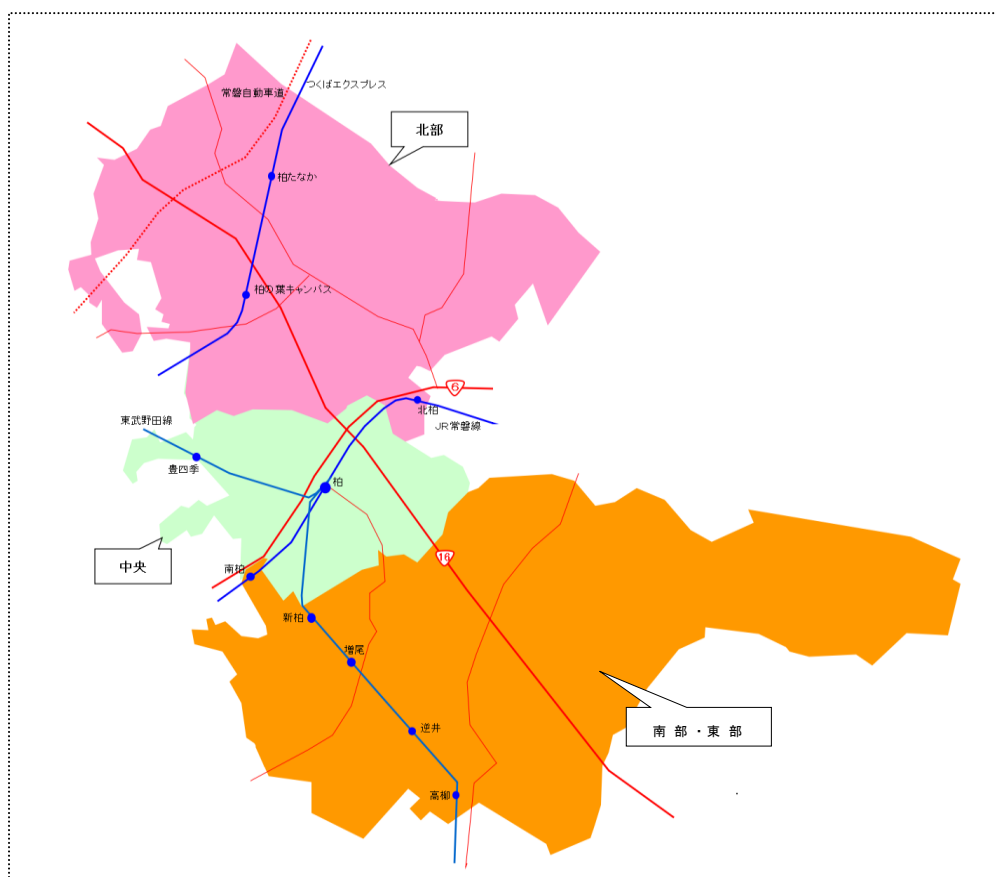 つくばエクスプレス
常磐自動車道
北部
柏たなか
柏の葉キャンパス
6
北柏
東武野田線
JR常磐線
豊四季
柏
16
中央
南柏
新柏
増尾
南部・東部
逆井
高柳